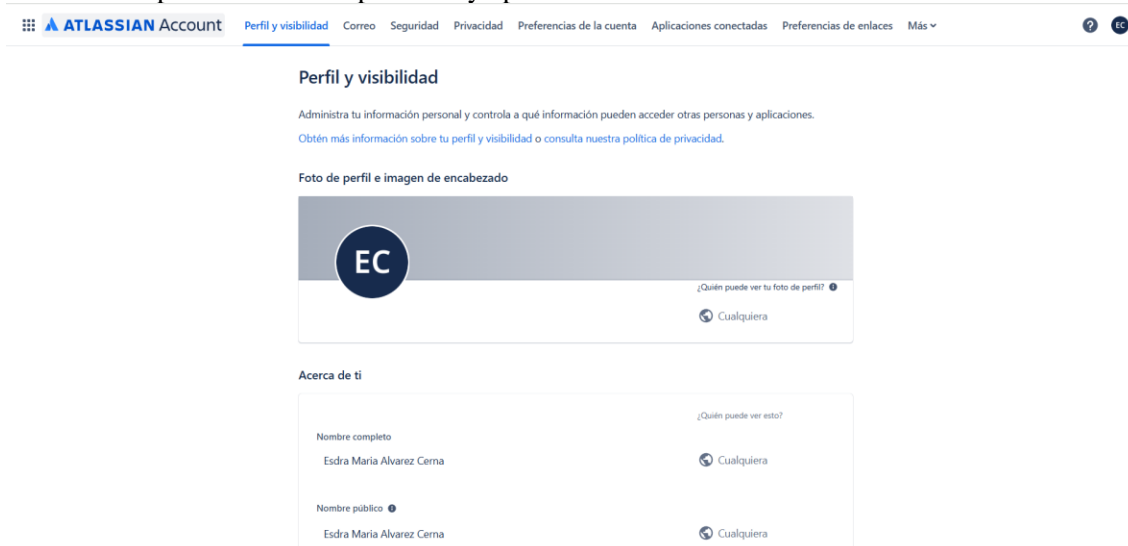 ATLASSIAN Account Perfil y visibilidad Correo Seguridad Privacidad Preferencias de la cuenta Aplicaciones conectadas Preferencias de enlaces Más EC
Perfil y visibilidad
Administra tu información personal y controla a qué información pueden acceder otras personas y aplicaciones.
Obtén más información sobre tu perfil y visibilidad o consulta nuestra política de privacidad.
Foto de perfil e imagen de encabezado
EC
¿Quién puede ver tu foto de perfil?
Cualquiera
Acerca de ti
¿Quién puede ver esto?
Nombre completo
Esdra Maria Alvarez Cerna Cualquiera
Nombre público
Esdra Maria Alvarez Cerna Cualquiera